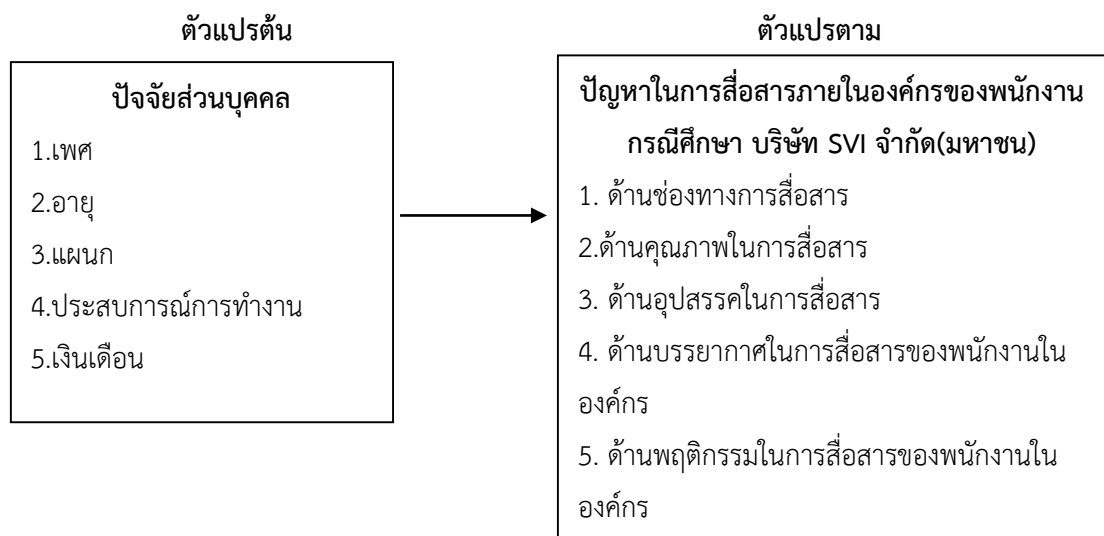 ตัวแปรต้น
ปัจจัยส่วนบุคคล
1.เพศ
2.อายุ
3.แผนก
4.ประสบการณ์การทำงาน
5.เงินเดือน
ตัวแปรตาม
ปัญหาในการสื่อสารภายในองค์กรของพนักงาน
กรณีศึกษา บริษัท SVI จำกัด(มหาชน)
1. ด้านช่องทางการสื่อสาร
2.ด้านคุณภาพในการสื่อสาร
3. ด้านอุปสรรคในการสื่อสาร
4. ด้านบรรยากาศในการสื่อสารของพนักงานใน
องค์กร
5. ด้านพฤติกรรมในการสื่อสารของพนักงานใน
องค์กร